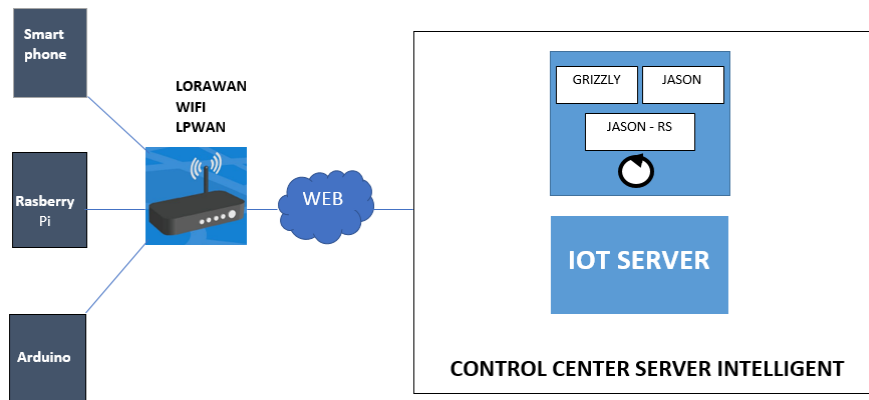 Smart
phone
LORAWAN
WIFI
LPWAN
Rasberry
Pi
Arduino
WEB
GRIZZLY
JASON
JASON - RS
IOT SERVER
CONTROL CENTER SERVER INTELLIGENT